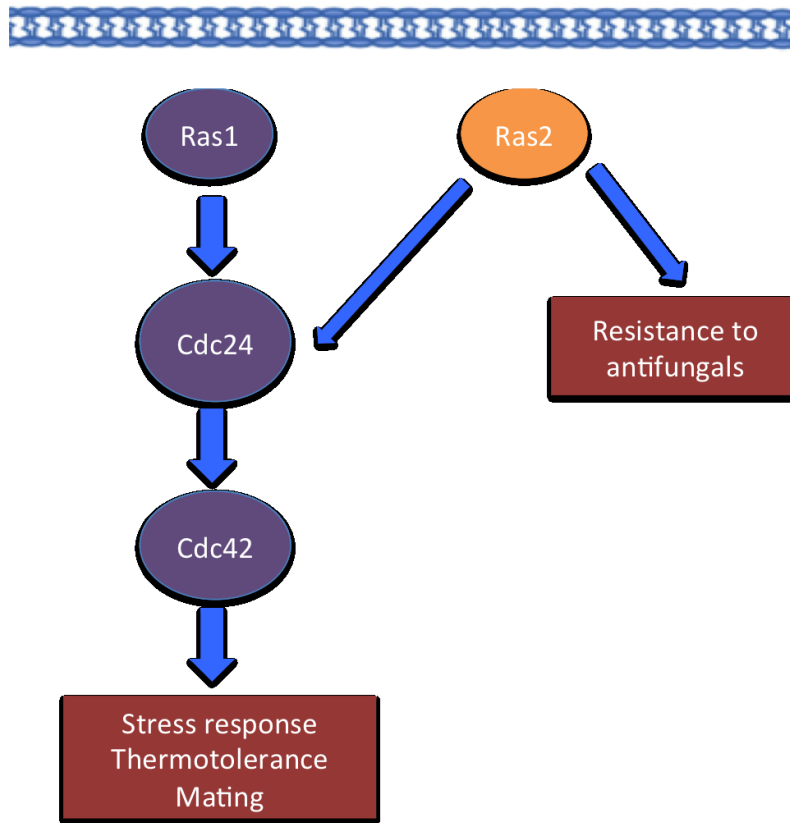 Ras1
Ras2
Cdc24
Resistance to
antifungals
Cdc42
Stress response
Thermotolerance
Mating